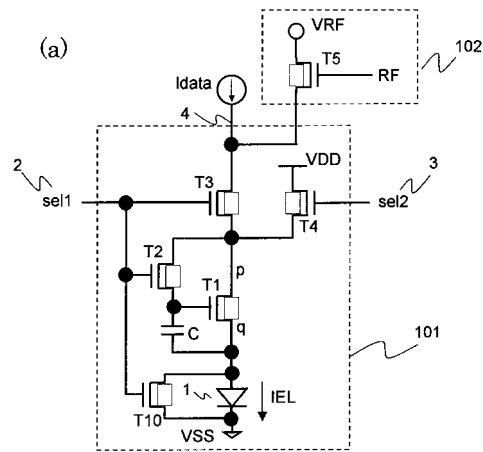 (a)
VRF
102
T5
RF
Idata
4
2
VDD
3
T3
sel1
sel2
T4
T2
p
T1
q
C
101
1
IEL
T10
VSS